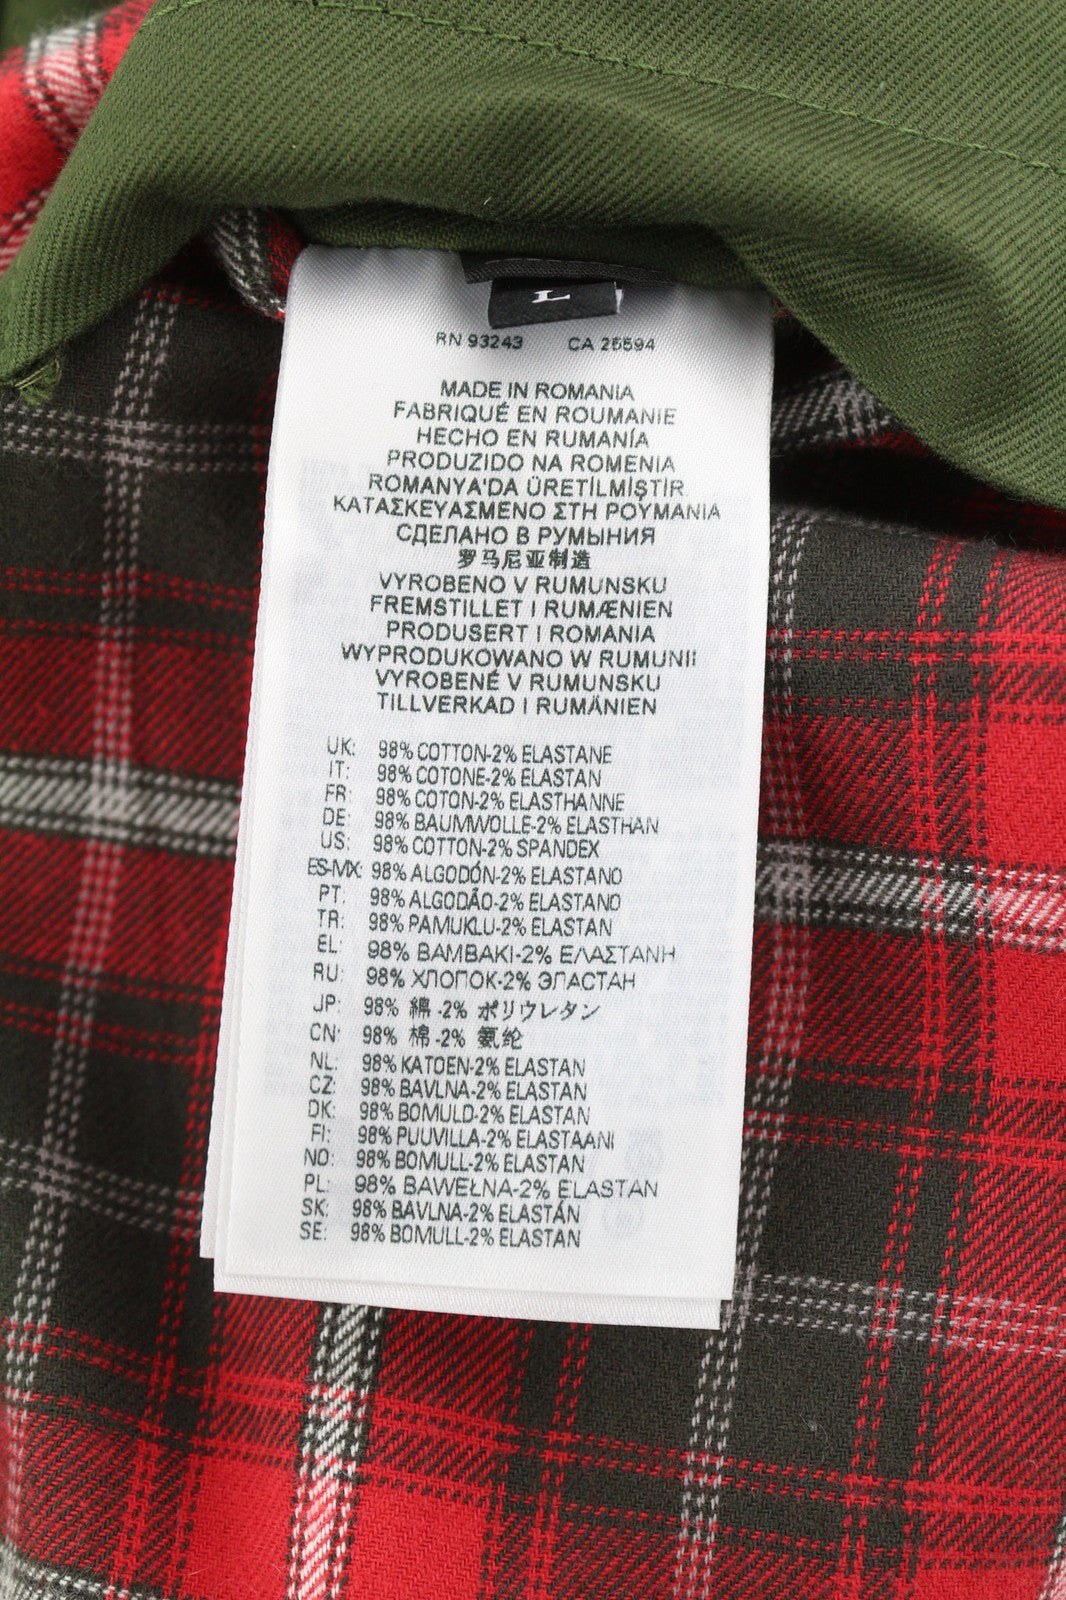 L
RN 93243 CA 26594
MADE IN ROMANIA
FABRIQUÉ EN ROUMANIE
HECHO EN RUMANÍA
PRODUZIDO NA ROMENIA
ROMANYA'DA ÜRETİLMİŞTİR
ΚΑΤΑΣΚΕΥΑΣΜΕΝΟ ΣΤΗ ΡΟΥΜΑΝΙΑ
СДЕЛАНО В РУМЫНИЯ
罗马尼亚制造
VYROBENO V RUMUNSKU
FREMSTILLET I RUMÆNIEN
PRODUSERT I ROMANIA
WYPRODUKOWANO W RUMUNII
VYROBENÉ V RUMUNSKU
TILLVERKAD I RUMÄNIEN
UK: 98% COTTON-2% ELASTANE
IT: 98% COTONE-2% ELASTAN
FR: 98% COTON-2% ELASTHANNE
DE: 98% BAUMWOLLE-2% ELASTHAN
US: 98% COTTON-2% SPANDEX
ES-MX: 98% ALGODÓN-2% ELASTANO
PT: 98% ALGODÃO-2% ELASTANO
TR: 98% PAMUKLU-2% ELASTAN
EL: 98% ΒΑΜΒΑΚΙ-2% ΕΛΑΣΤΑΝΗ
RU: 98% ХЛОПОК-2% ЭЛАСТАН
JP: 98% 綿 -2% ポリウレタン
CN: 98% 棉 -2% 氨纶
NL: 98% KATOEN-2% ELASTAN
CZ: 98% BAVLNA-2% ELASTAN
DK: 98% BOMULD-2% ELASTAN
FI: 98% PUUVILLA-2% ELASTAANI
NO: 98% BOMULL-2% ELASTAN
PL: 98% BAWEŁNA-2% ELASTAN
SK: 98% BAVLNA-2% ELASTÁN
SE: 98% BOMULL-2% ELASTAN